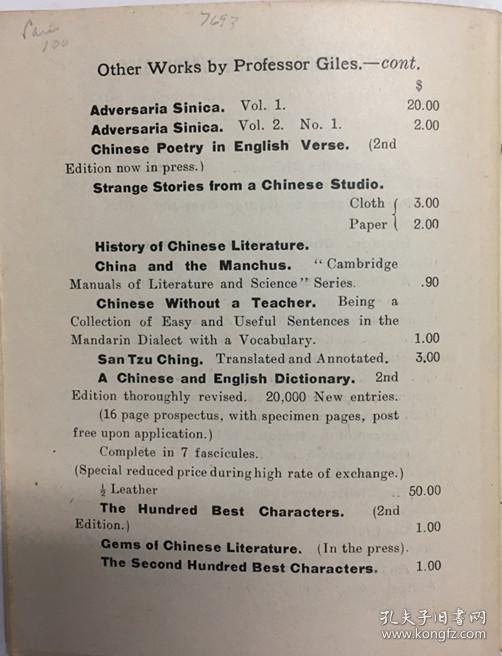 Paris
100
7693
Other Works by Professor Giles.—cont.
$
Adversaria Sinica. Vol. 1. 20.00
Adversaria Sinica. Vol. 2. No. 1. 2.00
Chinese Poetry in English Verse. (2nd
Edition now in press.)
Strange Stories from a Chinese Studio.
Cloth { 3.00
Paper { 2.00
History of Chinese Literature.
China and the Manchus. “Cambridge
Manuals of Literature and Science” Series. .90
Chinese Without a Teacher. Being a
Collection of Easy and Useful Sentences in the
Mandarin Dialect with a Vocabulary. 1.00
San Tzu Ching. Translated and Annotated. 3.00
A Chinese and English Dictionary. 2nd
Edition thoroughly revised. 20,000 New entries.
(16 page prospectus, with specimen pages, post
free upon application.)
Complete in 7 fascicules.
(Special reduced price during high rate of exchange.)
½ Leather .. 50.00
The Hundred Best Characters. (2nd
Edition.) 1.00
Gems of Chinese Literature. (In the press).
The Second Hundred Best Characters. 1.00
孔夫子旧书网
www.kongfz.com